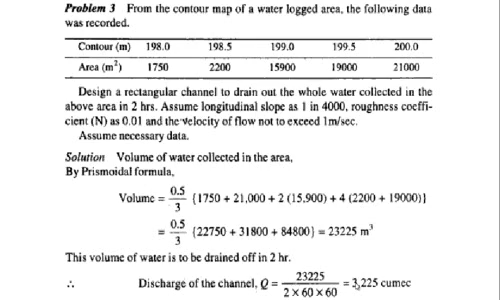 Problem 3 From the contour map of a water logged area, the following data
was recorded.
Contour (m) 198.0 198.5 199.0 199.5 200.0
Area (m²) 1750 2200 15900 19000 21000
Design a rectangular channel to drain out the whole water collected in the
above area in 2 hrs. Assume longitudinal slope as 1 in 4000, roughness coeffi-
cient (N) as 0.01 and the velocity of flow not to exceed 1m/sec.
Assume necessary data.
Solution Volume of water collected in the area,
By Prismoidal formula,
Volume = 0.5/3 {1750 + 21,000 + 2 (15,900) + 4 (2200 + 19000)}
= 0.5/3 {22750 + 31800 + 84800} = 23225 m³
This volume of water is to be drained off in 2 hr.
∴ Discharge of the channel, Q = 23225/(2 × 60 × 60) = 3,225 cumec